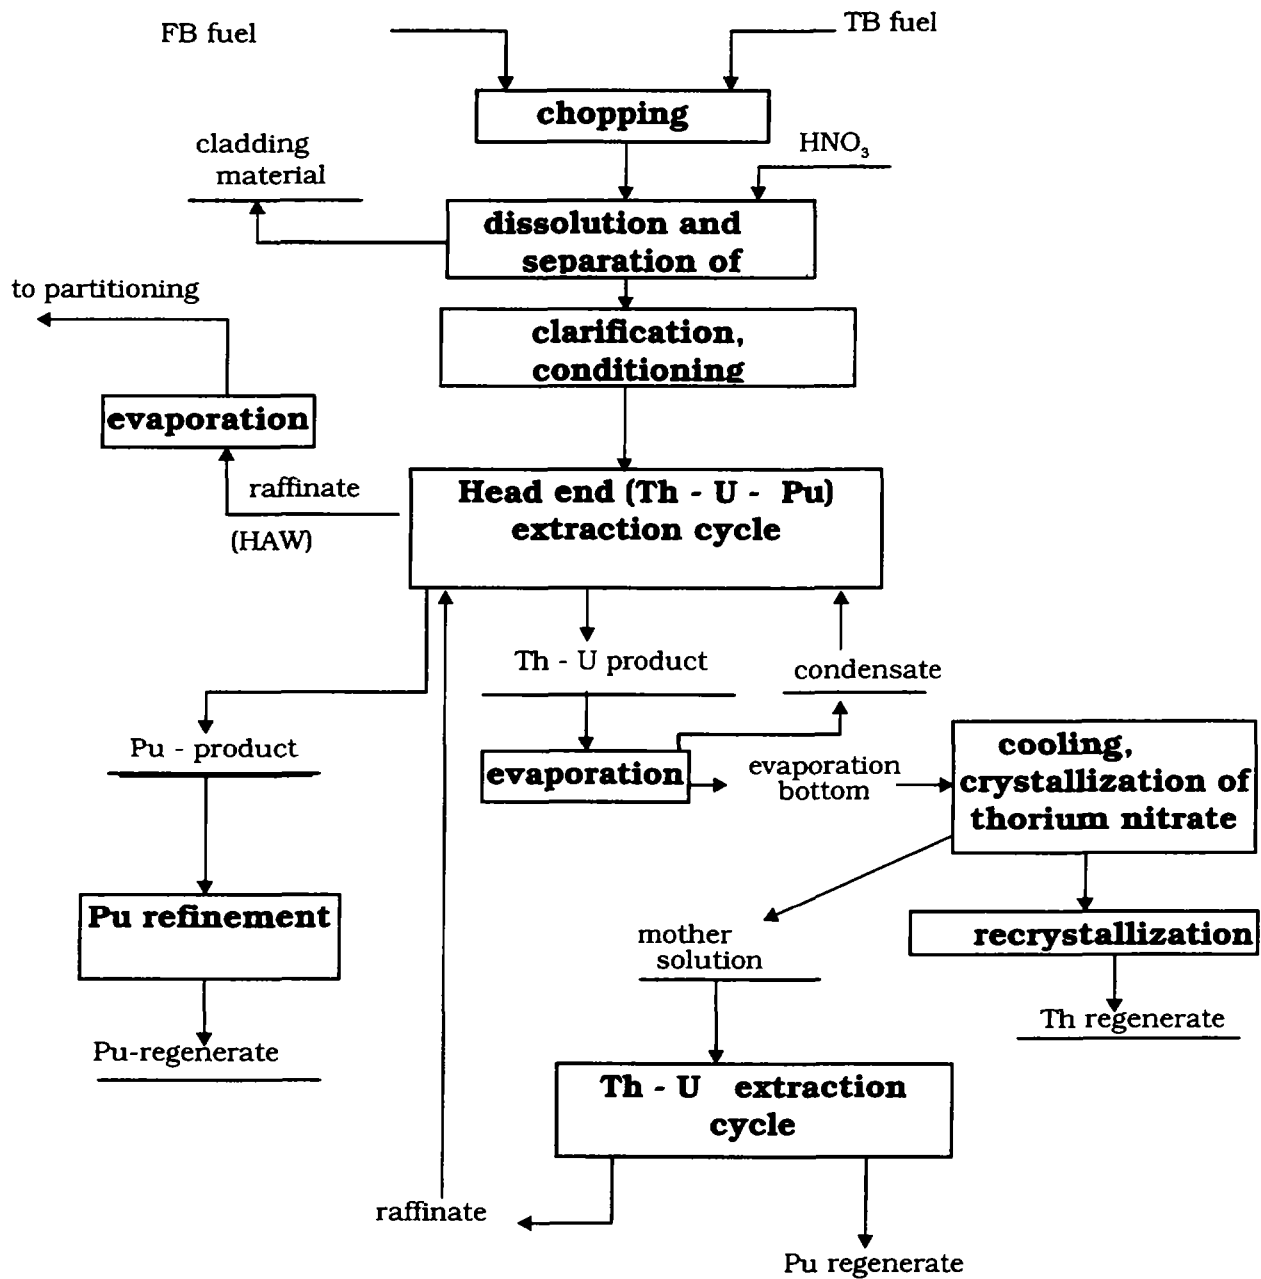 FB fuel
TB fuel
chopping
cladding
material
HNO₃
dissolution and
separation of
to partitioning
clarification,
conditioning
evaporation
raffinate
(HAW)
Head end (Th - U - Pu)
extraction cycle
Th - U product
condensate
Pu - product
evaporation
evaporation
bottom
cooling,
crystallization of
thorium nitrate
Pu refinement
mother
solution
recrystallization
Th regenerate
Pu-regenerate
Th - U extraction
cycle
raffinate
Pu regenerate